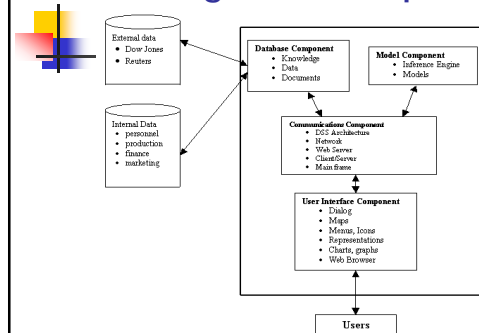 External data
• Dow Jones
• Reuters
Internal Data
• personnel
• production
• finance
• marketing
Database Component
• Knowledge
• Data
• Documents
Model Component
• Inference Engine
• Models
Communications Component
• DSS Architecture
• Network
• Web Server
• Client/Server
• Main frame
User Interface Component
• Dialog
• Maps
• Menus, Icons
• Representations
• Charts, graphs
• Web Browser
Users